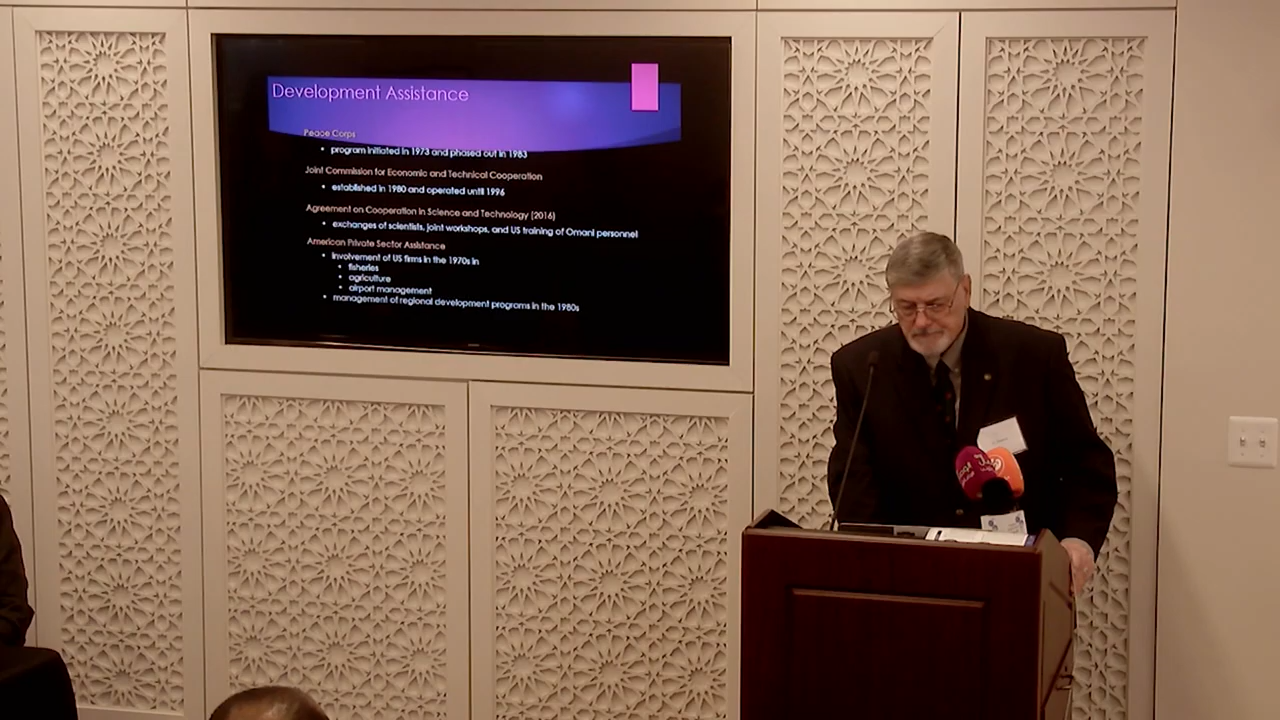 Development Assistance
Peace Corps
• program initiated in 1973 and phased out in 1983
Joint Commission for Economic and Technical Cooperation
• established in 1980 and operated until 1996
Agreement on Cooperation in Science and Technology (2016)
• exchanges of scientists, joint workshops, and US training of Omani personnel
American Private Sector Assistance
• involvement of US firms in the 1970s in
• fisheries
• agriculture
• airport management
• management of regional development programs in the 1980s